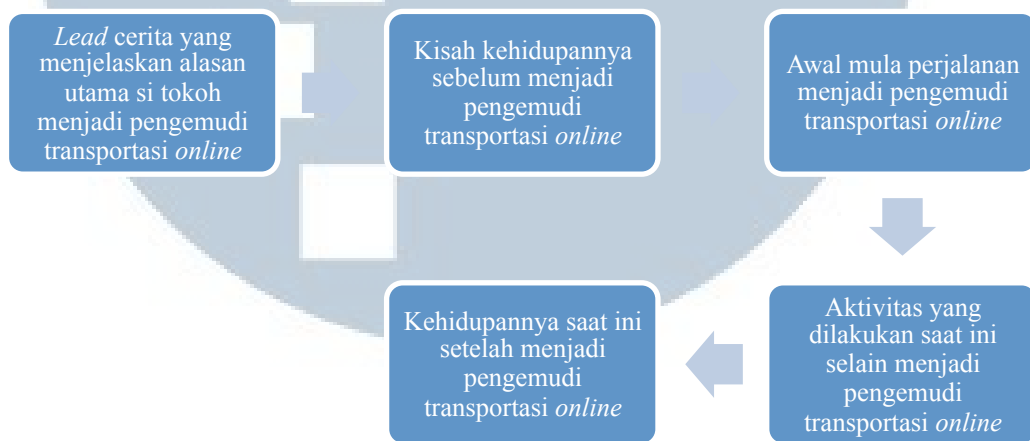 Lead cerita yang
menjelaskan alasan
utama si tokoh
menjadi pengemudi
transportasi online
Kisah kehidupannya
sebelum menjadi
pengemudi
transportasi online
Awal mula perjalanan
menjadi pengemudi
transportasi online
Aktivitas yang
dilakukan saat ini
selain menjadi
pengemudi
transportasi online
Kehidupannya saat ini
setelah menjadi
pengemudi
transportasi online